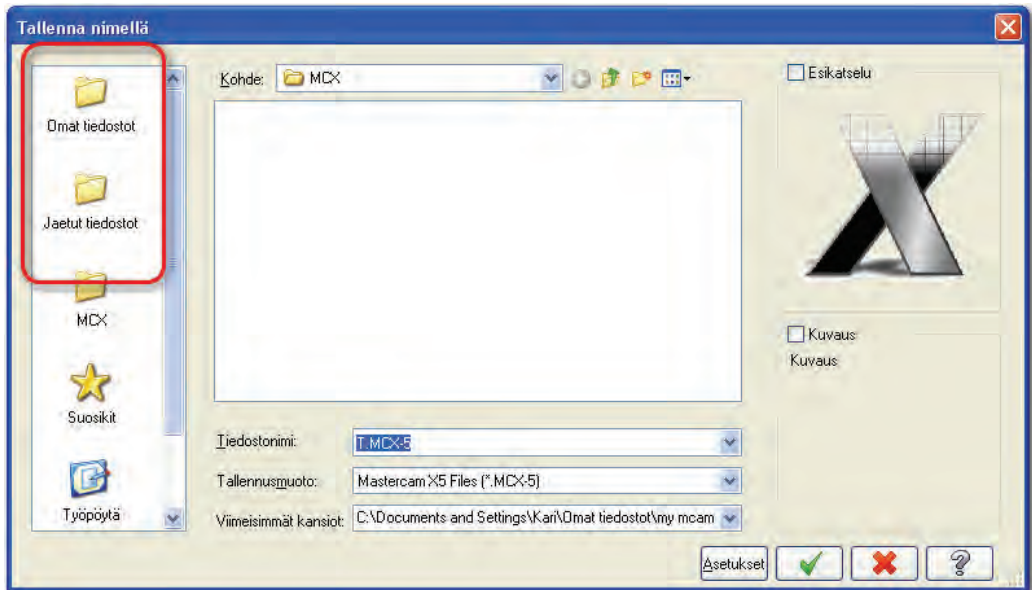 Tallenna nimellä
Omat tiedostot
Jaetut tiedostot
MCX
Suosikit
Työpöytä
Kohde: MCX
Tiedostonimi: T.MCX-5
Tallennusmuoto: Mastercam X5 Files (*.MCX-5)
Viimeisimmät kansiot: C:\Documents and Settings\Kari\Omat tiedostot\my mcam
Esikatselu
Kuvaus
Kuvaus
Asetukset